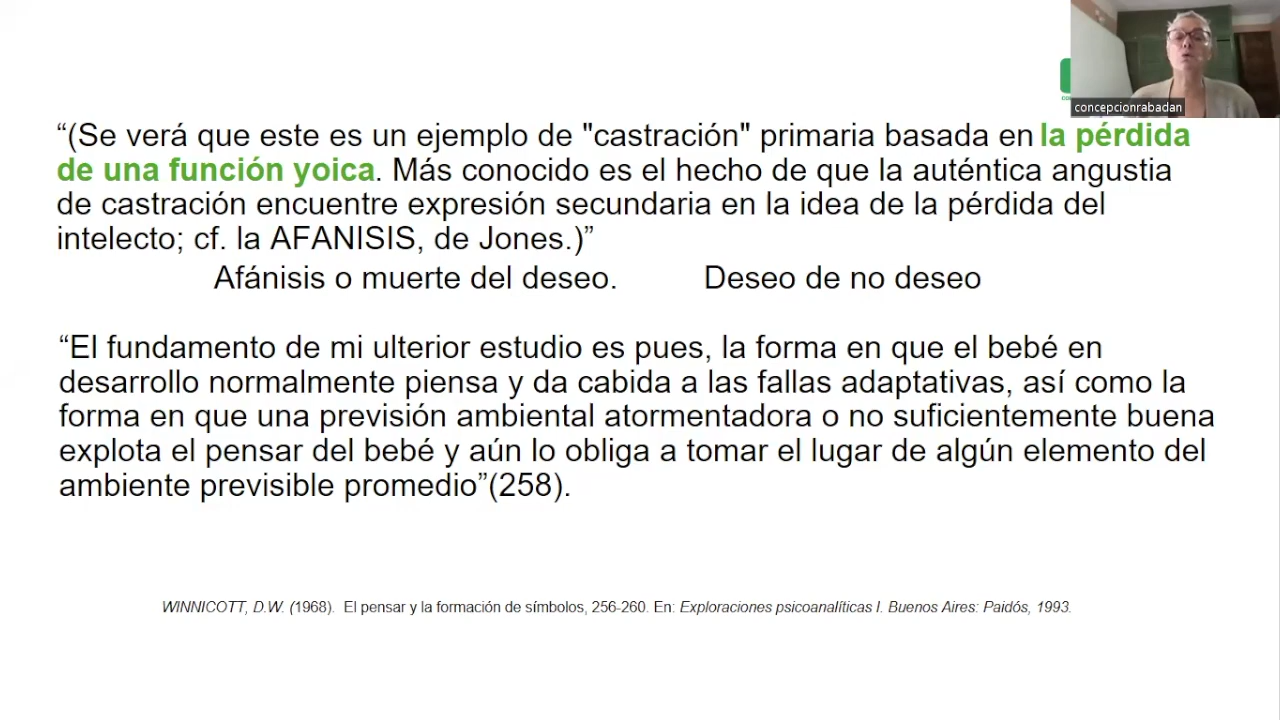 concepcionrabadan
“(Se verá que este es un ejemplo de "castración" primaria basada en la pérdida
de una función yoica. Más conocido es el hecho de que la auténtica angustia
de castración encuentre expresión secundaria en la idea de la pérdida del
intelecto; cf. la AFANISIS, de Jones.)”
Afánisis o muerte del deseo. Deseo de no deseo
“El fundamento de mi ulterior estudio es pues, la forma en que el bebé en
desarrollo normalmente piensa y da cabida a las fallas adaptativas, así como la
forma en que una previsión ambiental atormentadora o no suficientemente buena
explota el pensar del bebé y aún lo obliga a tomar el lugar de algún elemento del
ambiente previsible promedio”(258).
WINNICOTT, D.W. (1968). El pensar y la formación de símbolos, 256-260. En: Exploraciones psicoanalíticas I. Buenos Aires: Paidós, 1993.